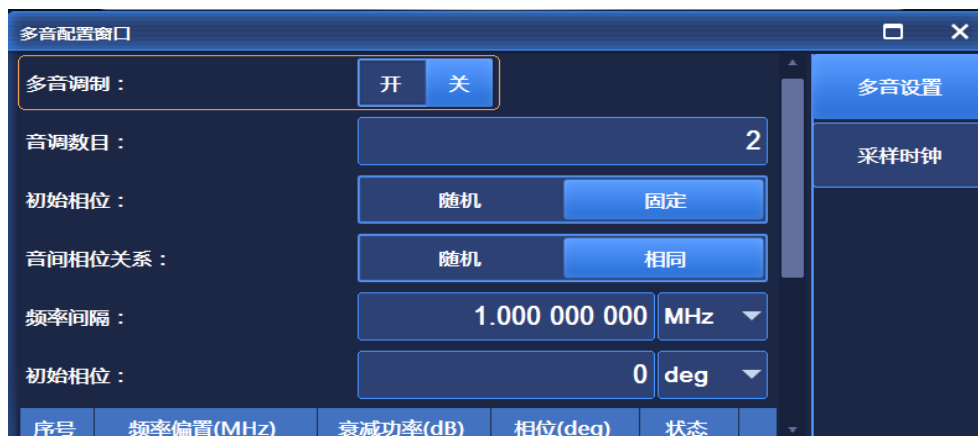 多音配置窗口
多音调制： 开 关
多音设置
音调数目： 2
采样时钟
初始相位： 随机 固定
音间相位关系： 随机 相同
频率间隔： 1.000 000 000 MHz
初始相位： 0 deg
序号 频率偏置(MHz) 衰减功率(dB) 相位(deg) 状态